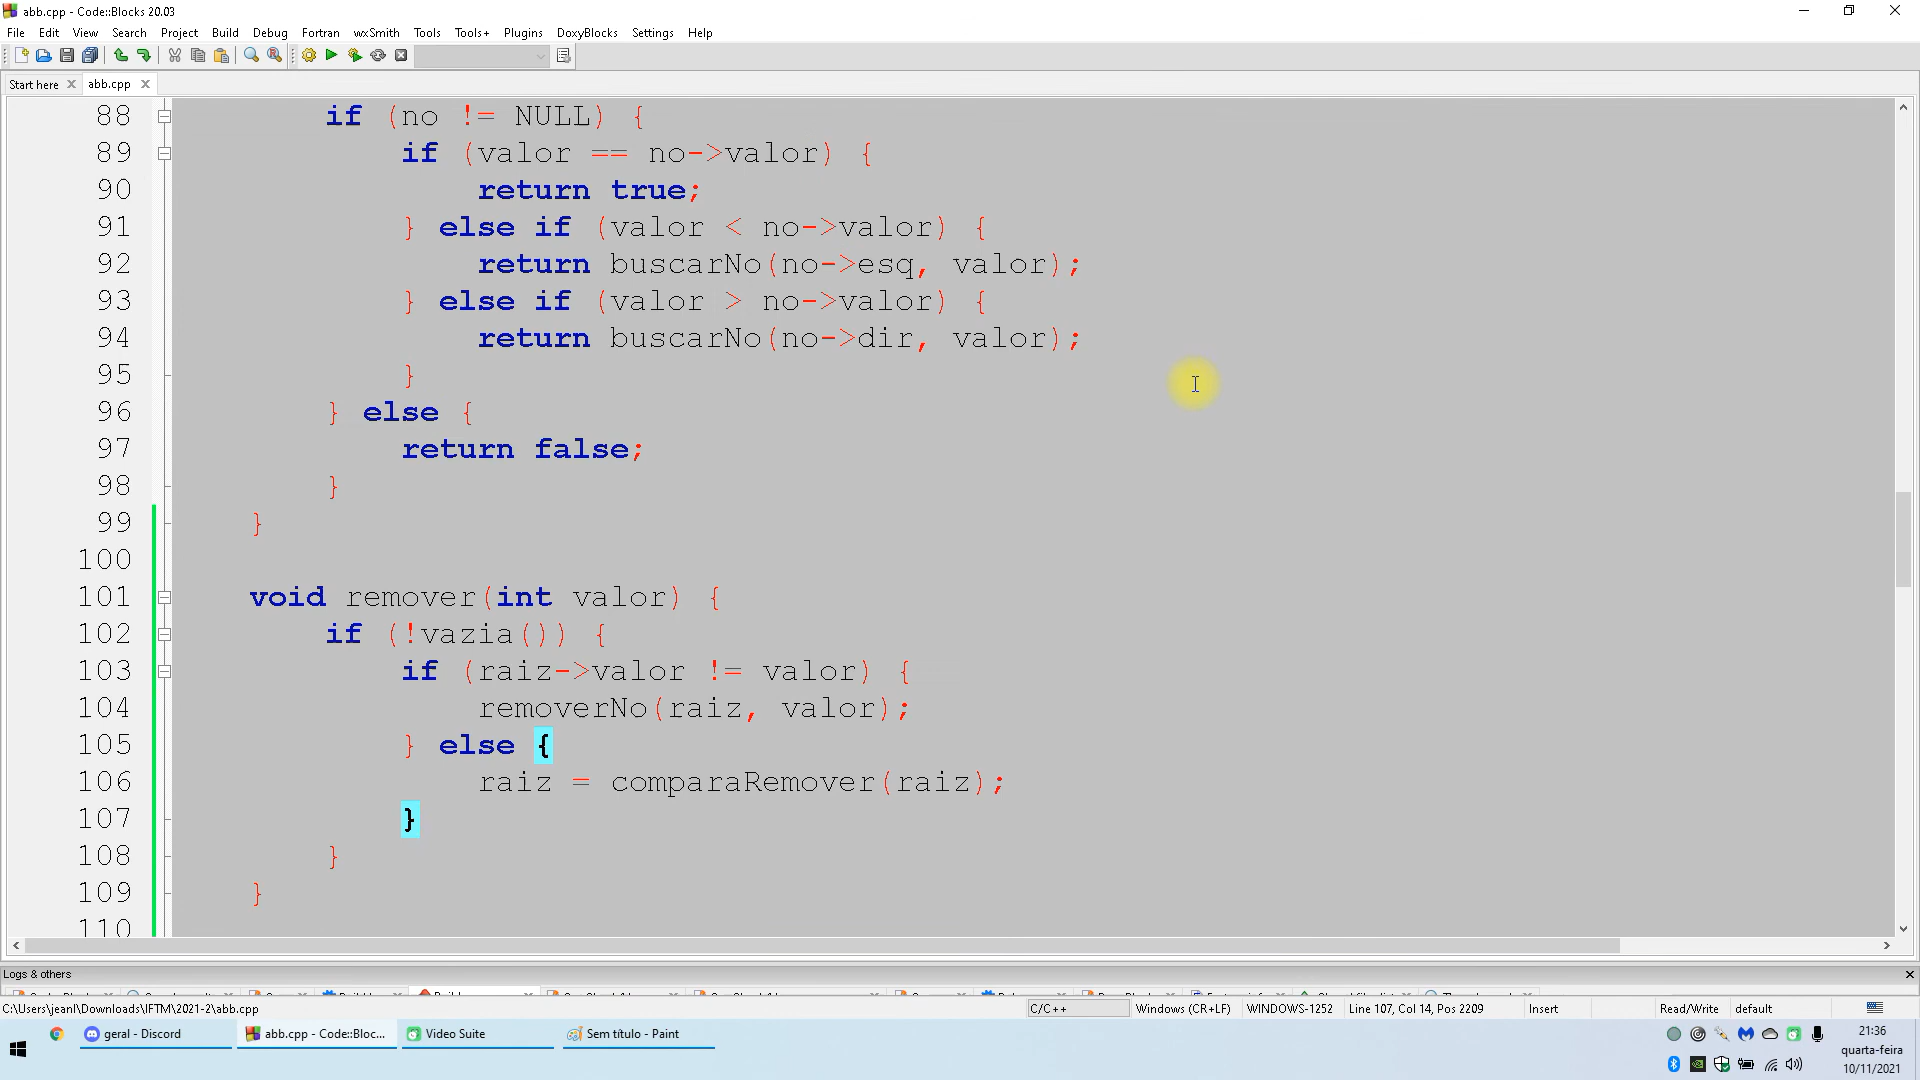 abb.cpp - Code::Blocks 20.03
File Edit View Search Project Build Debug Fortran wxSmith Tools Tools+ Plugins DoxyBlocks Settings Help
Start here abb.cpp
88 if (no != NULL) {
89 if (valor == no->valor) {
90 return true;
91 } else if (valor < no->valor) {
92 return buscarNo(no->esq, valor);
93 } else if (valor > no->valor) {
94 return buscarNo(no->dir, valor);
95 }
96 } else {
97 return false;
98 }
99 }
100
101 void remover(int valor) {
102 if (!vazia()) {
103 if (raiz->valor != valor) {
104 removerNo(raiz, valor);
105 } else {
106 raiz = comparaRemover(raiz);
107 }
108 }
109 }
110
Logs & others
C:\Users\jeanl\Downloads\IFTM\2021-2\abb.cpp C/C++ Windows (CR+LF) WINDOWS-1252 Line 107, Col 14, Pos 2209 Insert Read/Write default
geral - Discord abb.cpp - Code::Bloc... Video Suite Sem título - Paint
21:36
quarta-feira
10/11/2021